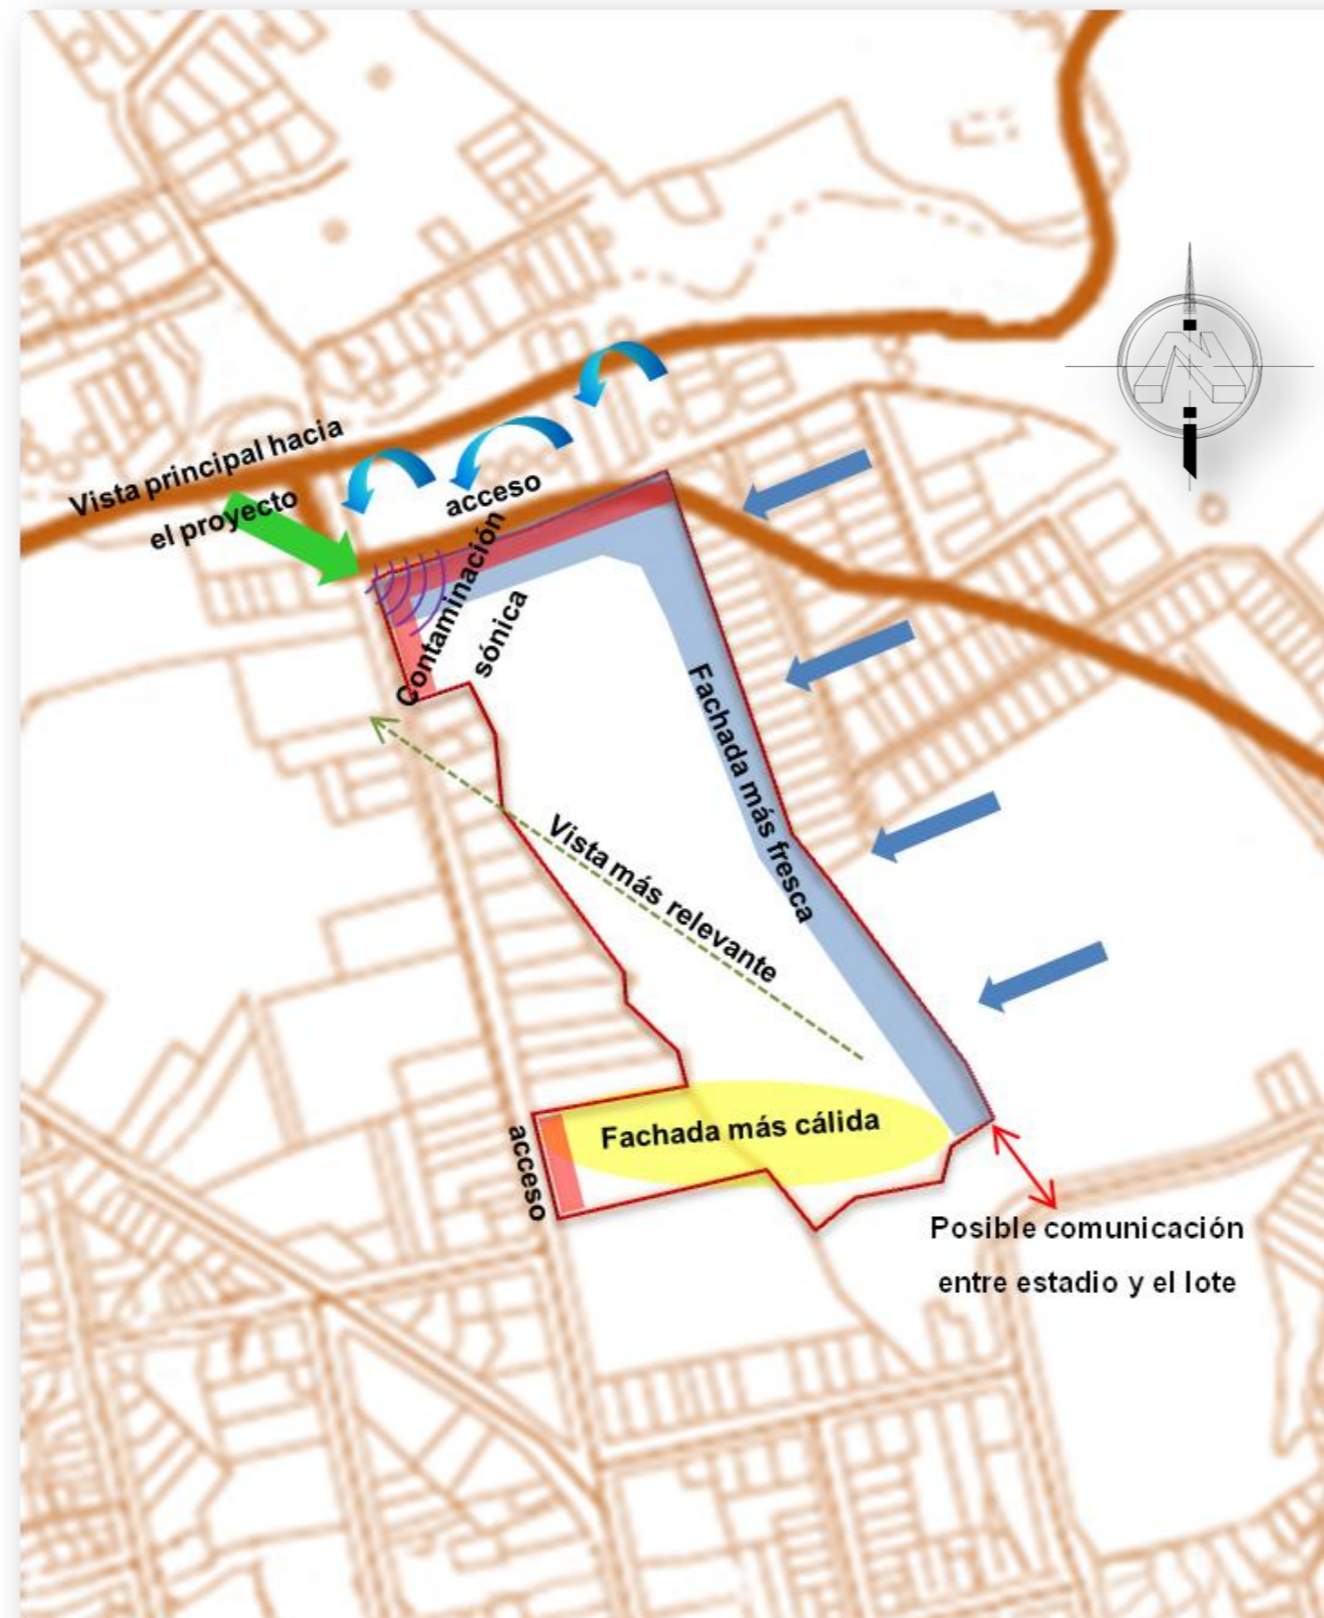 Vista principal hacia
el proyecto
acceso
Contaminación
sónica
Fachada más fresca
Vista más relevante
Fachada más cálida
acceso
Posible comunicación
entre estadio y el lote
N